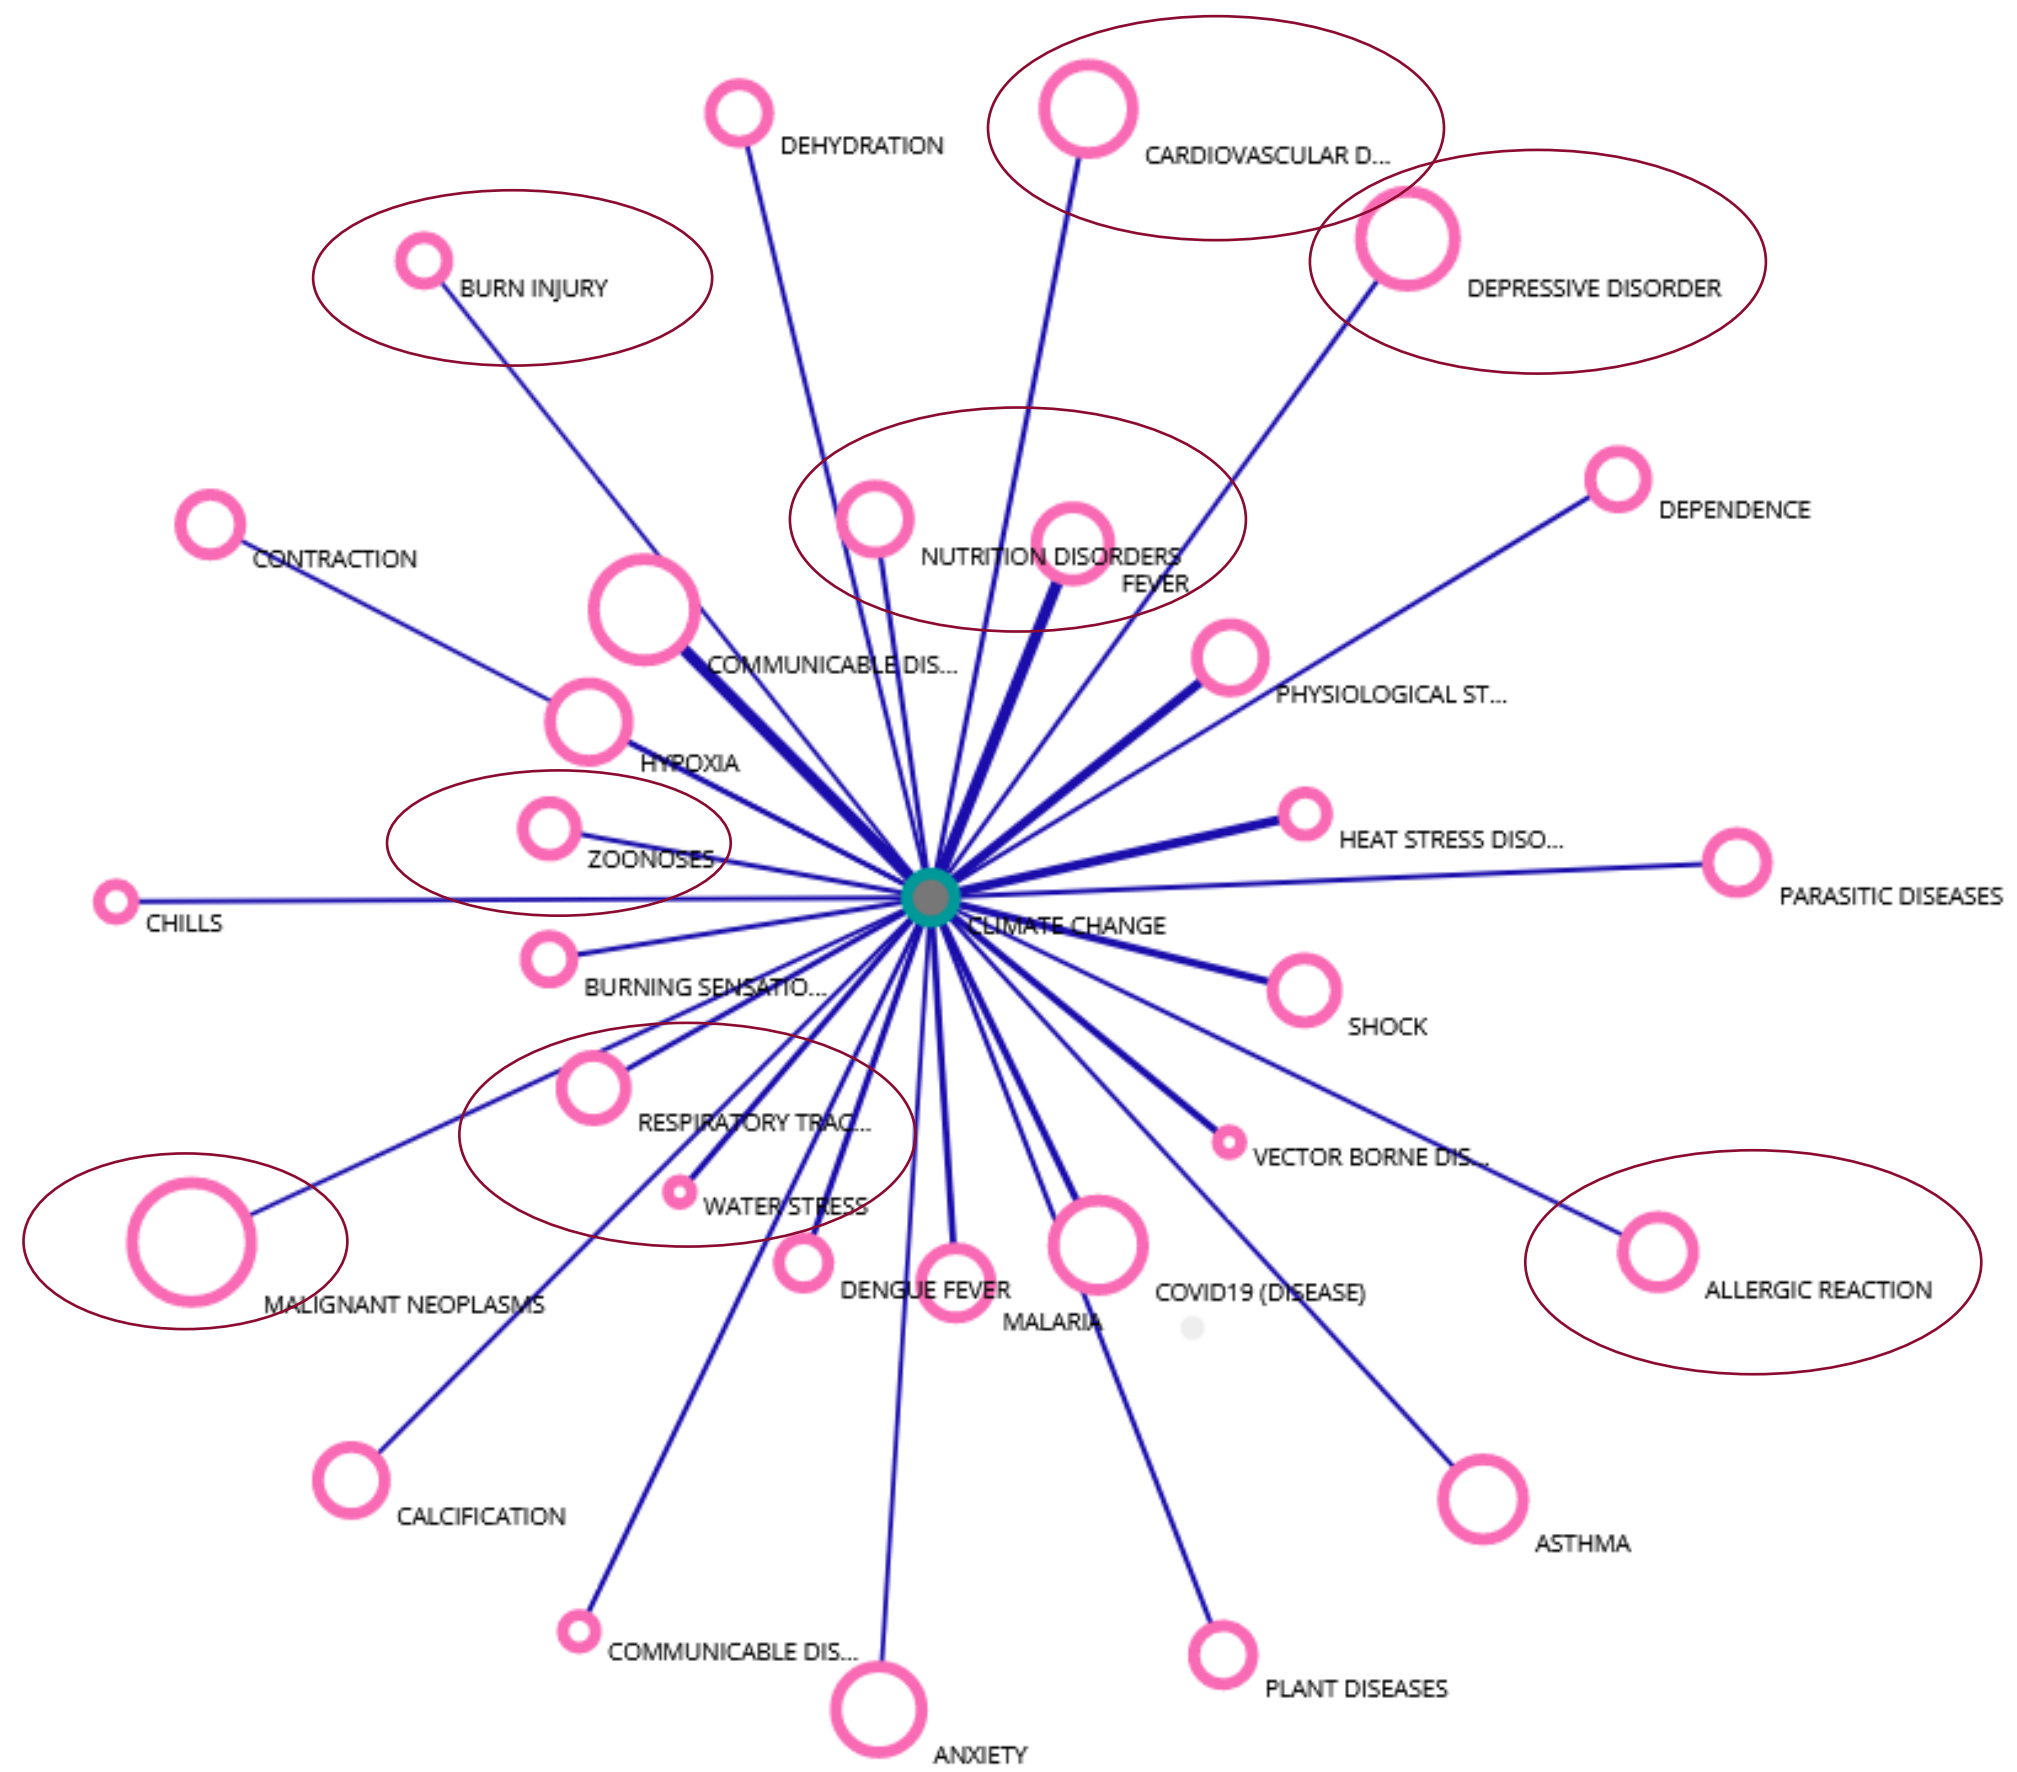 DEHYDRATION
CARDIOVASCULAR D...
BURN INJURY
DEPRESSIVE DISORDER
DEPENDENCE
CONTRACTION
NUTRITION DISORDERS
FEVER
COMMUNICABLE DIS...
PHYSIOLOGICAL ST...
HYPOXIA
HEAT STRESS DISO...
ZOONOSES
PARASITIC DISEASES
CHILLS
CLIMATE CHANGE
BURNING SENSATIO...
SHOCK
RESPIRATORY TRAC...
VECTOR BORNE DIS...
WATER STRESS
DENGUE FEVER
COVID19 (DISEASE)
ALLERGIC REACTION
MALIGNANT NEOPLASMS
MALARIA
CALCIFICATION
ASTHMA
COMMUNICABLE DIS...
PLANT DISEASES
ANXIETY